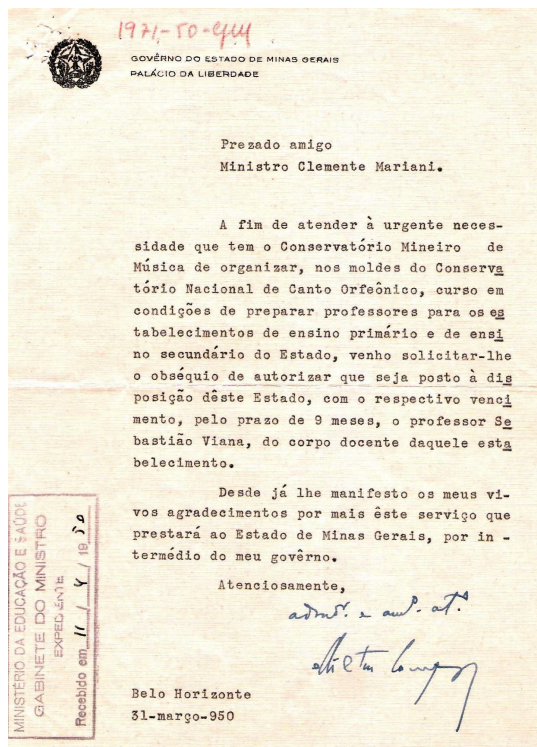 1971-50-
GOVÊRNO DO ESTADO DE MINAS GERAIS
PALÁCIO DA LIBERDADE
Prezado amigo
Ministro Clemente Mariani.
A fim de atender à urgente neces-
sidade que tem o Conservatório Mineiro de
Música de organizar, nos moldes do Conserva
tório Nacional de Canto Orfeônico, curso em
condições de preparar professores para os es
tabelecimentos de ensino primário e de ensi
no secundário do Estado, venho solicitar-lhe
o obséquio de autorizar que seja posto à dis
posição dêste Estado, com o respectivo venci
mento, pelo prazo de 9 meses, o professor Se
bastião Viana, do corpo docente daquele esta
belecimento.
Desde já lhe manifesto os meus vi-
vos agradecimentos por mais êste serviço que
prestará ao Estado de Minas Gerais, por in -
termédio do meu govêrno.
Atenciosamente,
admdr. e amº. atº.
Milton Campos
Belo Horizonte
31-março-950
MINISTÉRIO DA EDUCAÇÃO E SAÚDE
GABINETE DO MINISTRO
EXPEDIENTE
Recebido em 11 / 4 / 19 50